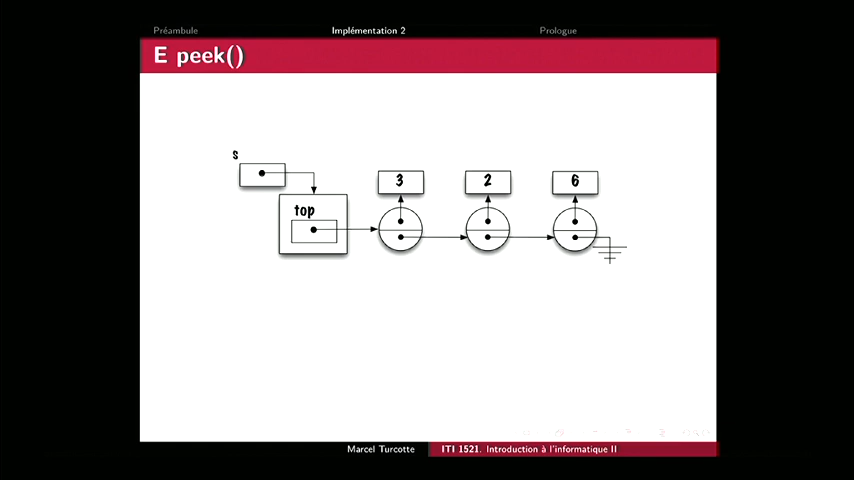 Préambule Implémentation 2 Prologue
E peek()
s
3 2 6
top
Marcel Turcotte ITI 1521. Introduction à l'informatique II